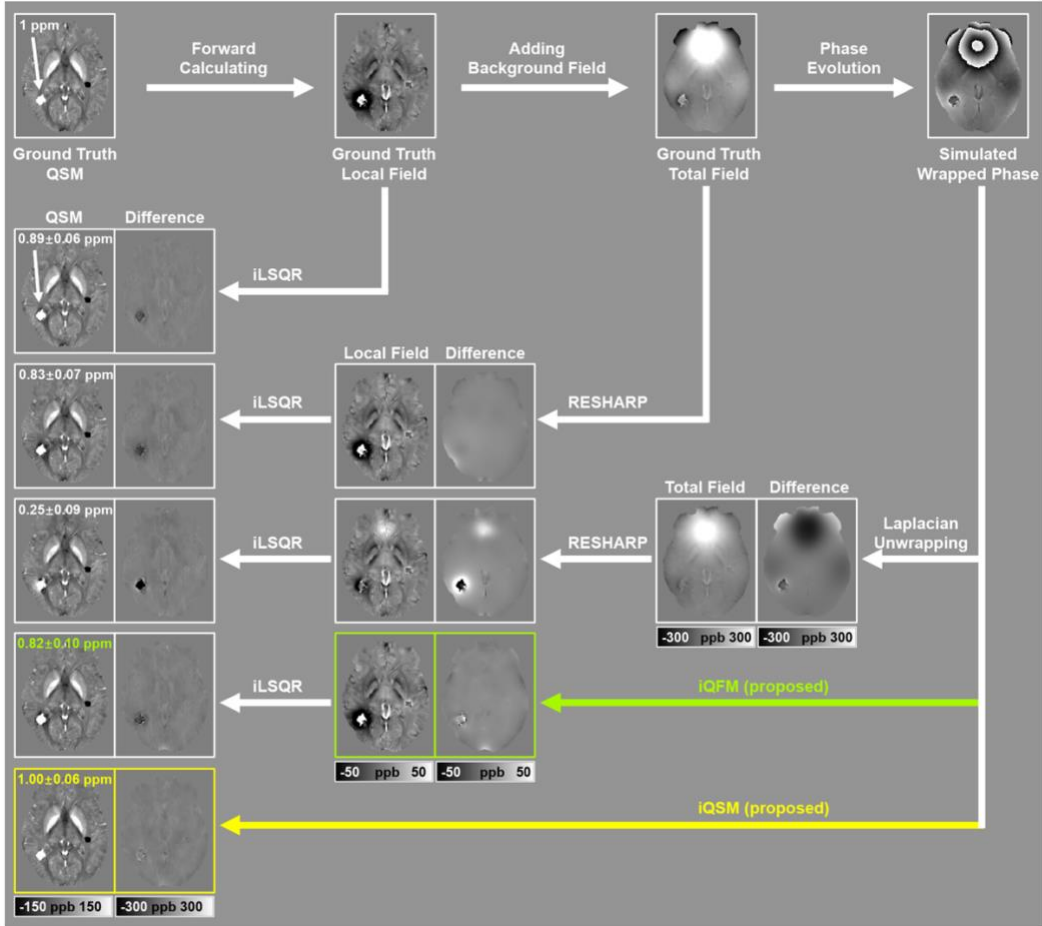 1 ppm
Forward
Calculating
Adding
Background Field
Phase
Evolution
Ground Truth
QSM
Ground Truth
Local Field
Ground Truth
Total Field
Simulated
Wrapped Phase
QSM Difference
0.89±0.06 ppm
iLSQR
Local Field Difference
0.83±0.07 ppm
iLSQR
RESHARP
Total Field Difference
0.25±0.09 ppm
iLSQR
RESHARP
Laplacian
Unwrapping
-300 ppb 300 -300 ppb 300
0.82±0.10 ppm
iLSQR
iQFM (proposed)
-50 ppb 50 -50 ppb 50
1.00±0.06 ppm
iQSM (proposed)
-150 ppb 150 -300 ppb 300